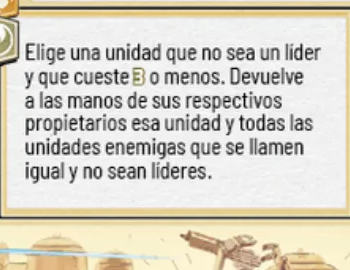 Elige una unidad que no sea un líder
y que cueste 3 o menos. Devuelve
a las manos de sus respectivos
propietarios esa unidad y todas las
unidades enemigas que se llamen
igual y no sean líderes.